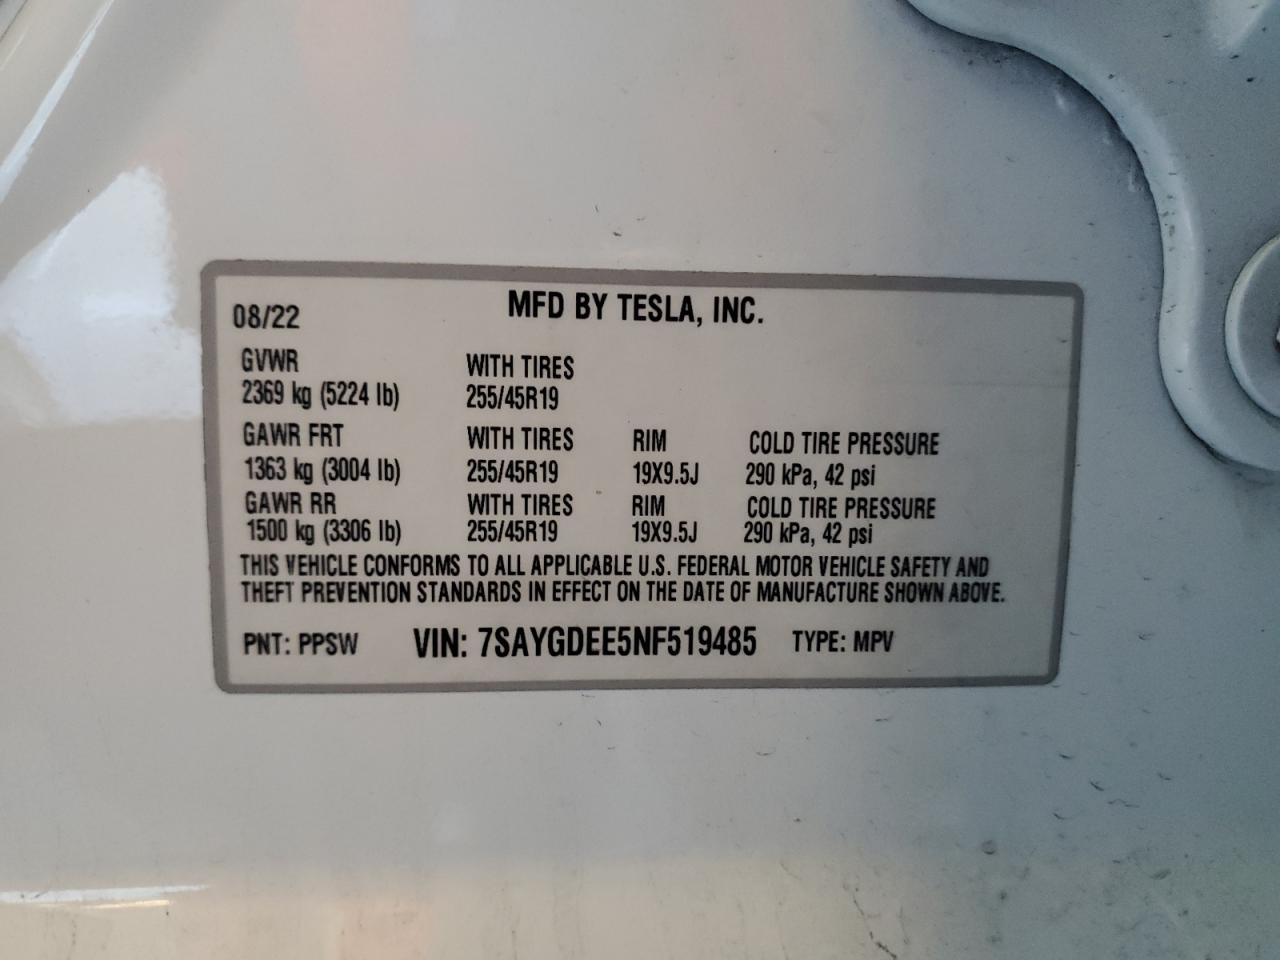 08/22 MFD BY TESLA, INC.
GVWR WITH TIRES
2369 kg (5224 lb) 255/45R19
GAWR FRT WITH TIRES RIM COLD TIRE PRESSURE
1363 kg (3004 lb) 255/45R19 19X9.5J 290 kPa, 42 psi
GAWR RR WITH TIRES RIM COLD TIRE PRESSURE
1500 kg (3306 lb) 255/45R19 19X9.5J 290 kPa, 42 psi
THIS VEHICLE CONFORMS TO ALL APPLICABLE U.S. FEDERAL MOTOR VEHICLE SAFETY AND
THEFT PREVENTION STANDARDS IN EFFECT ON THE DATE OF MANUFACTURE SHOWN ABOVE.
PNT: PPSW VIN: 7SAYGDEE5NF519485 TYPE: MPV